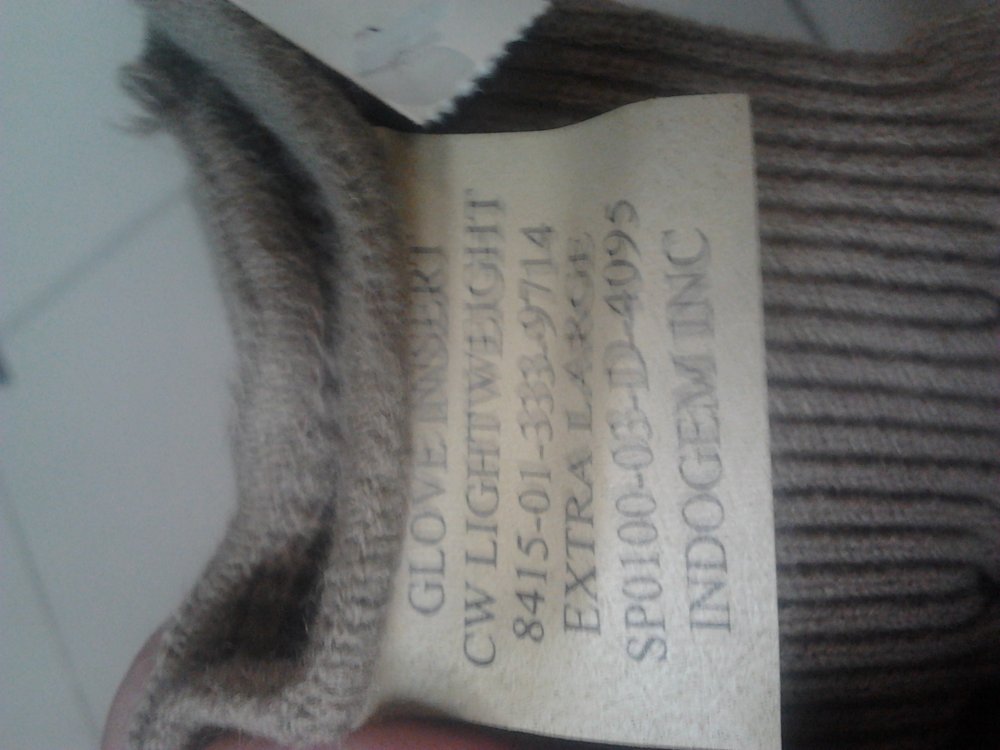 GLOVE INSERT
CW LIGHTWEIGHT
8415-01-333-9714
EXTRA LARGE
SP0100-03-D-4095
INDOGEM INC